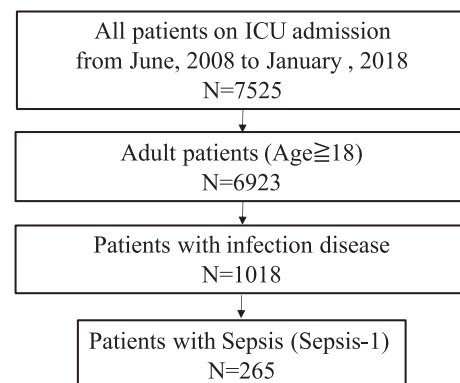 All patients on ICU admission
from June, 2008 to January , 2018
N=7525
Adult patients (Age≧18)
N=6923
Patients with infection disease
N=1018
Patients with Sepsis (Sepsis-1)
N=265